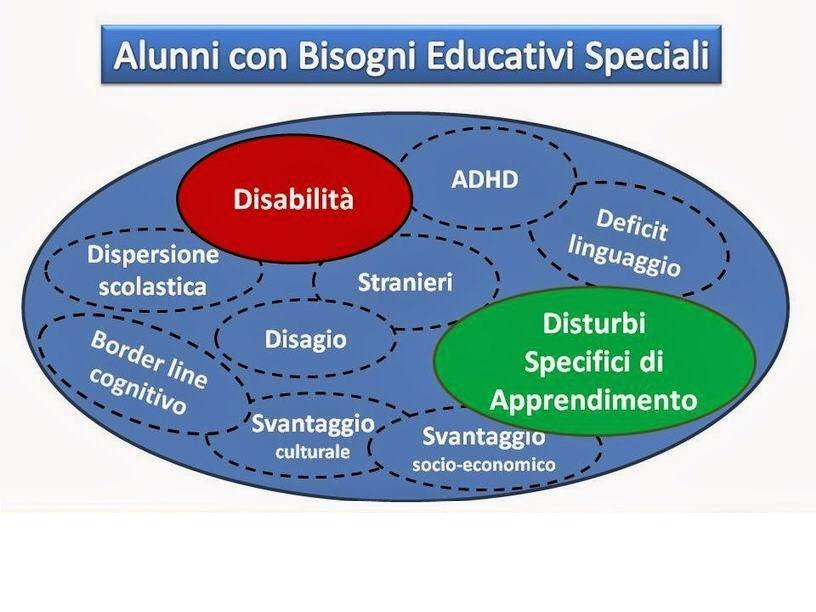 Alunni con Bisogni Educativi Speciali
Disabilità
ADHD
Deficit
linguaggio
Dispersione
scolastica
Stranieri
Disagio
Disturbi
Specifici di
Apprendimento
Border line
cognitivo
Svantaggio
culturale
Svantaggio
socio-economico